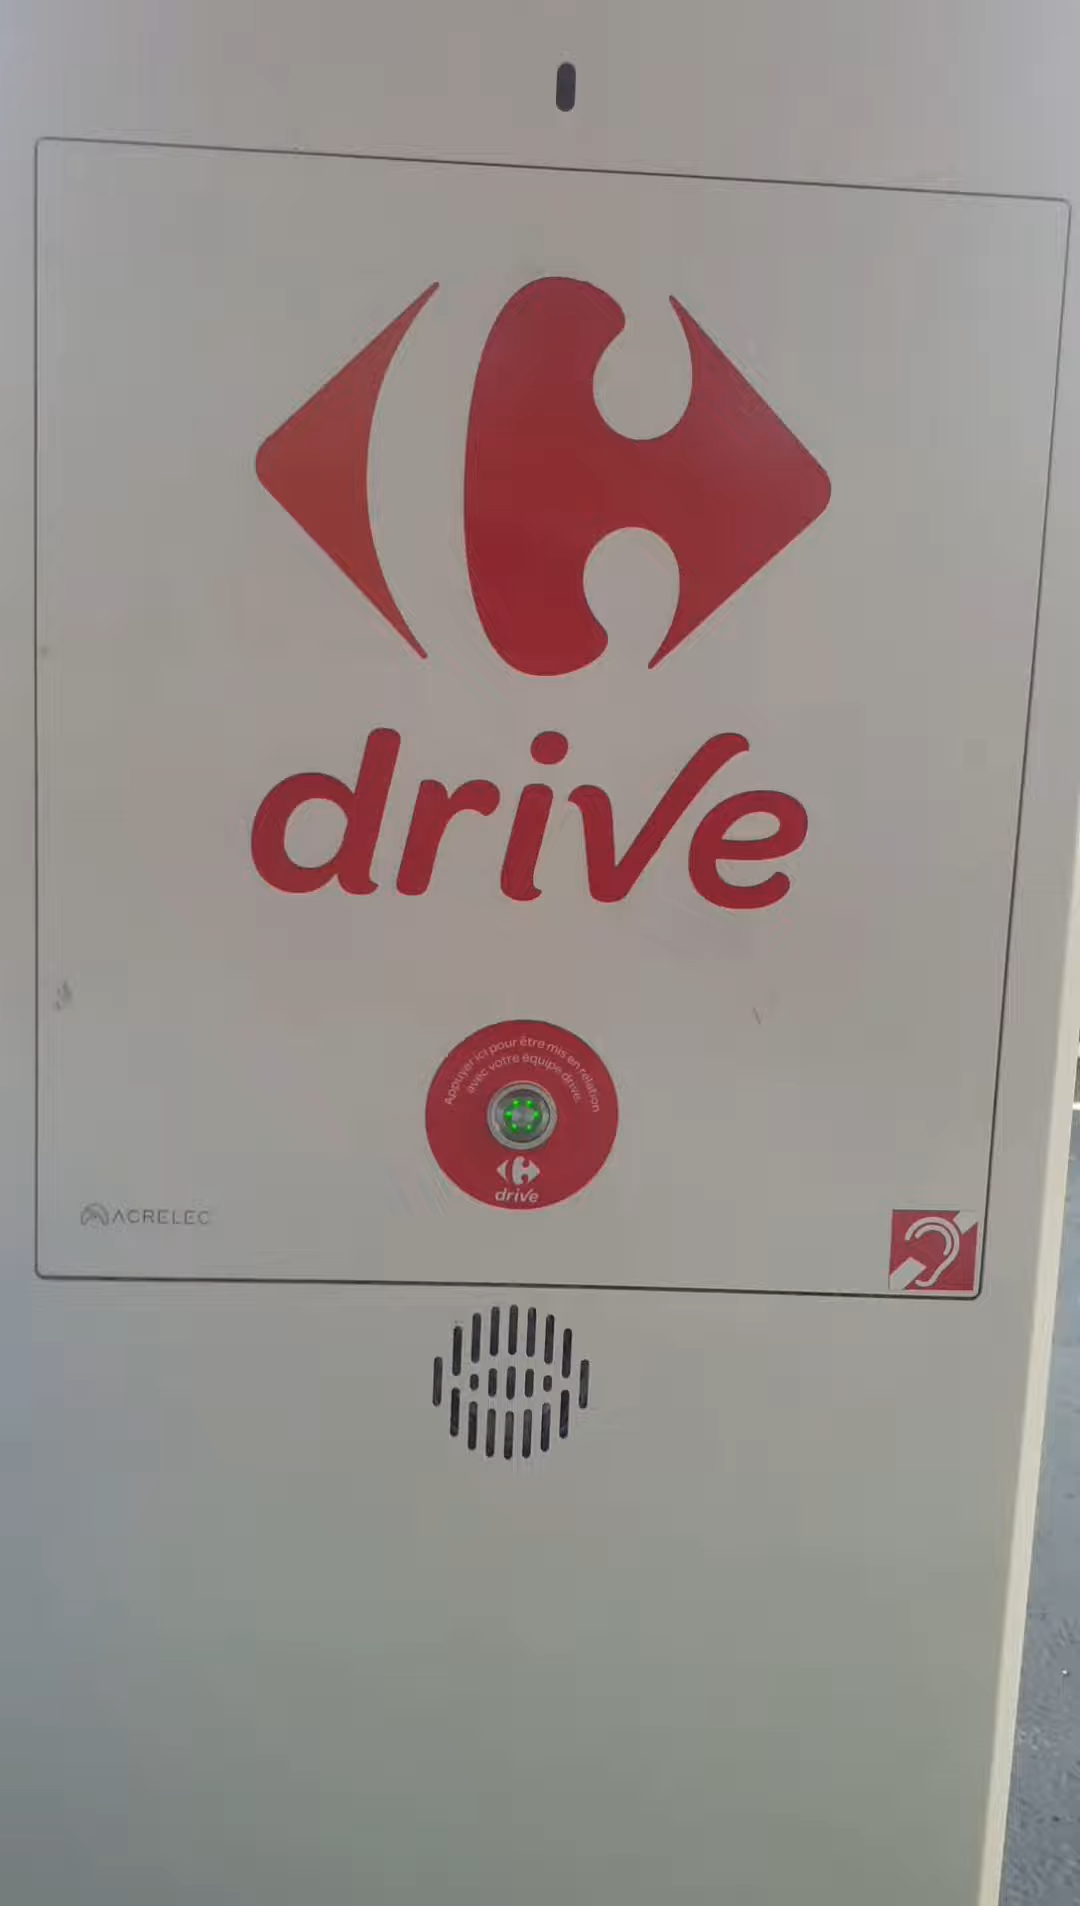 drive
Appuyer ici pour être mis en relation
avec votre équipe drive.
drive
ACRELEC